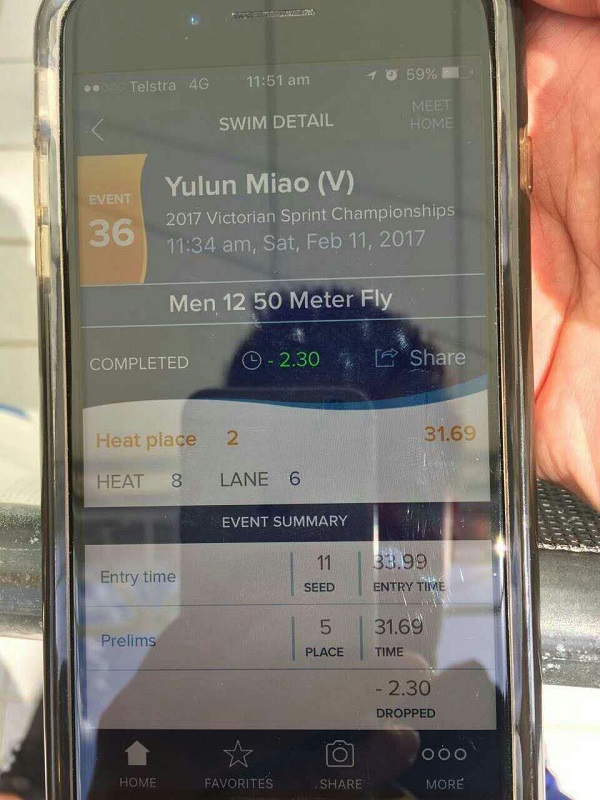 Telstra 4G 11:51 am 59%
SWIM DETAIL
MEET
HOME
EVENT
36
Yulun Miao (V)
2017 Victorian Sprint Championships
11:34 am, Sat, Feb 11, 2017
Men 12 50 Meter Fly
COMPLETED - 2.30 Share
Heat place 2 31.69
HEAT 8 LANE 6
EVENT SUMMARY
Entry time
11
SEED
33.99
ENTRY TIME
Prelims
5
PLACE
31.69
TIME
- 2.30
DROPPED
HOME FAVORITES SHARE MORE